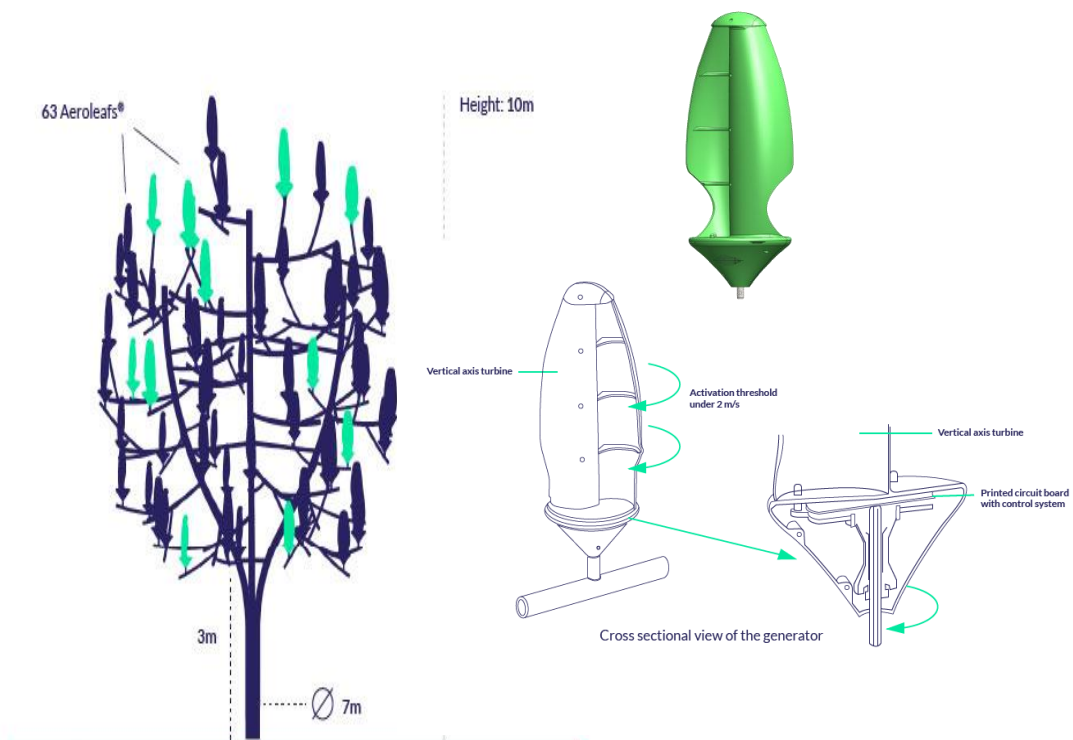 63 Aeroleafs®
Height: 10m
Vertical axis turbine
Activation threshold
under 2 m/s
Vertical axis turbine
Printed circuit board
with control system
Cross sectional view of the generator
3m
7m